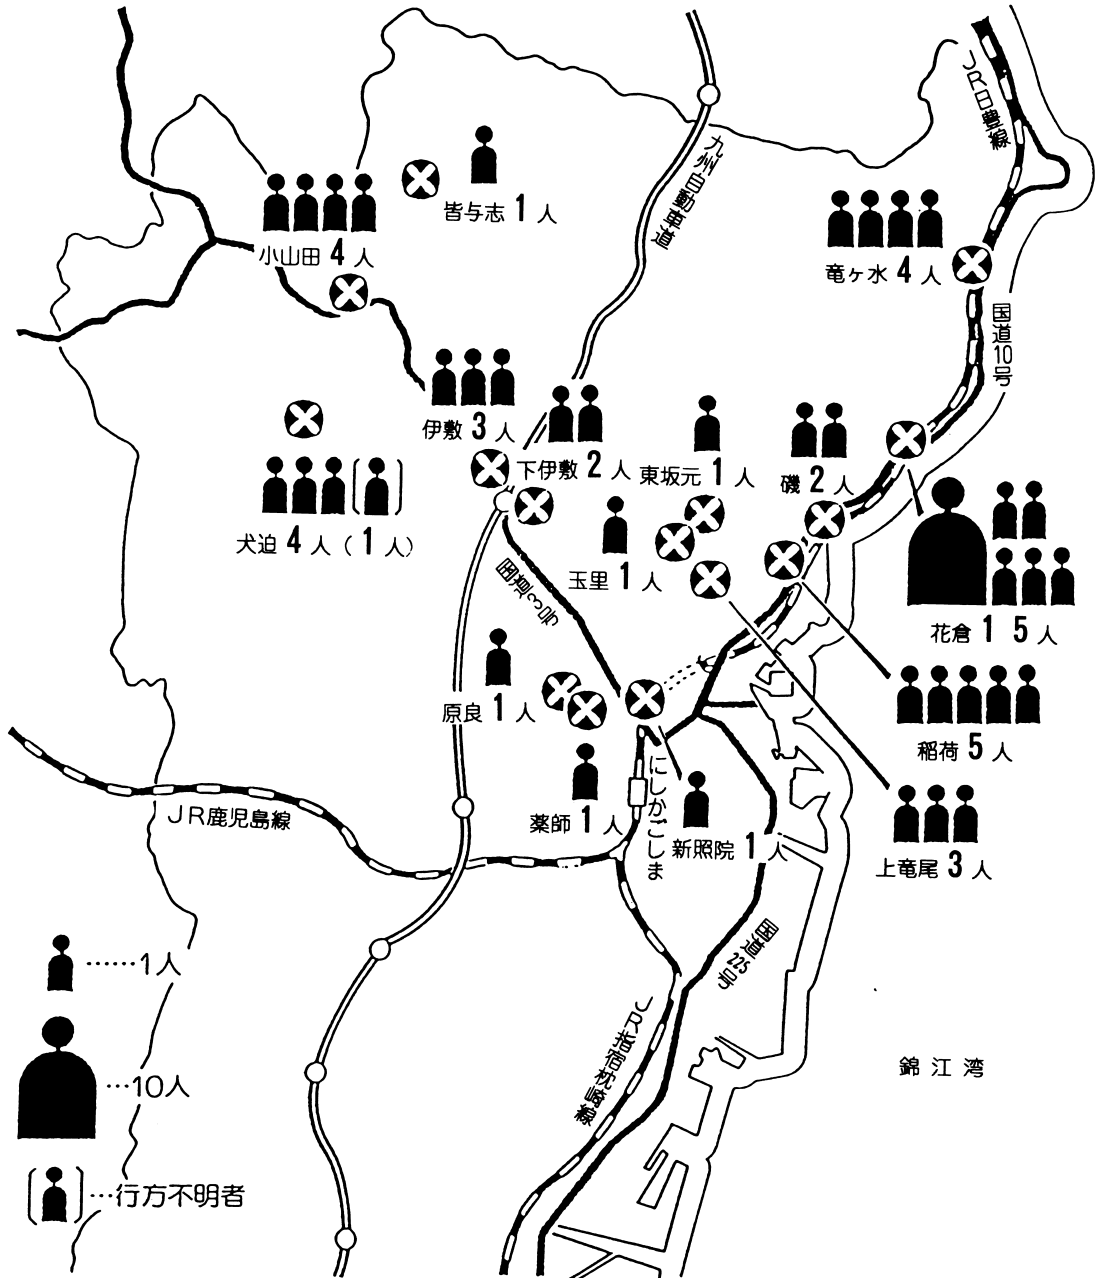 JR日豊線
九州自動車道
皆与志 1 人
小山田 4 人
竜ヶ水 4 人
国道10号
伊敷 3 人
下伊敷 2 人
東坂元 1 人
磯 2 人
犬迫 4 人 ( 1 人)
国道3号
玉里 1 人
花倉 1 5 人
原良 1 人
稲荷 5 人
にしかごしま
薬師 1 人
新照院 1 人
JR鹿児島線
上竜尾 3 人
国道225号
……1人
…10人
…行方不明者
JR指宿枕崎線
錦江湾